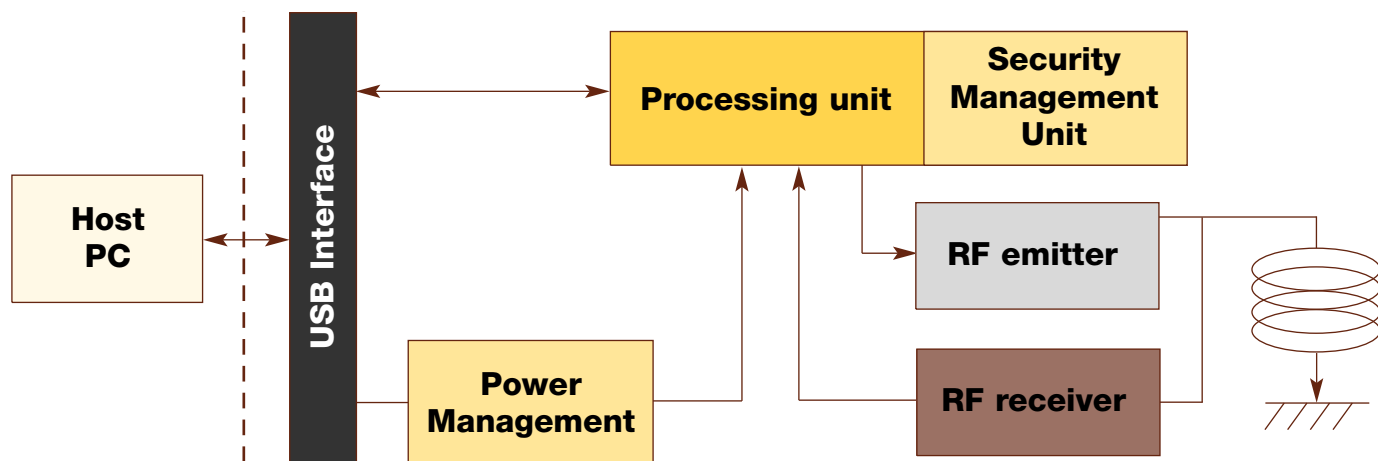 Host
PC
USB Interface
Processing unit
Security
Management
Unit
RF emitter
Power
Management
RF receiver